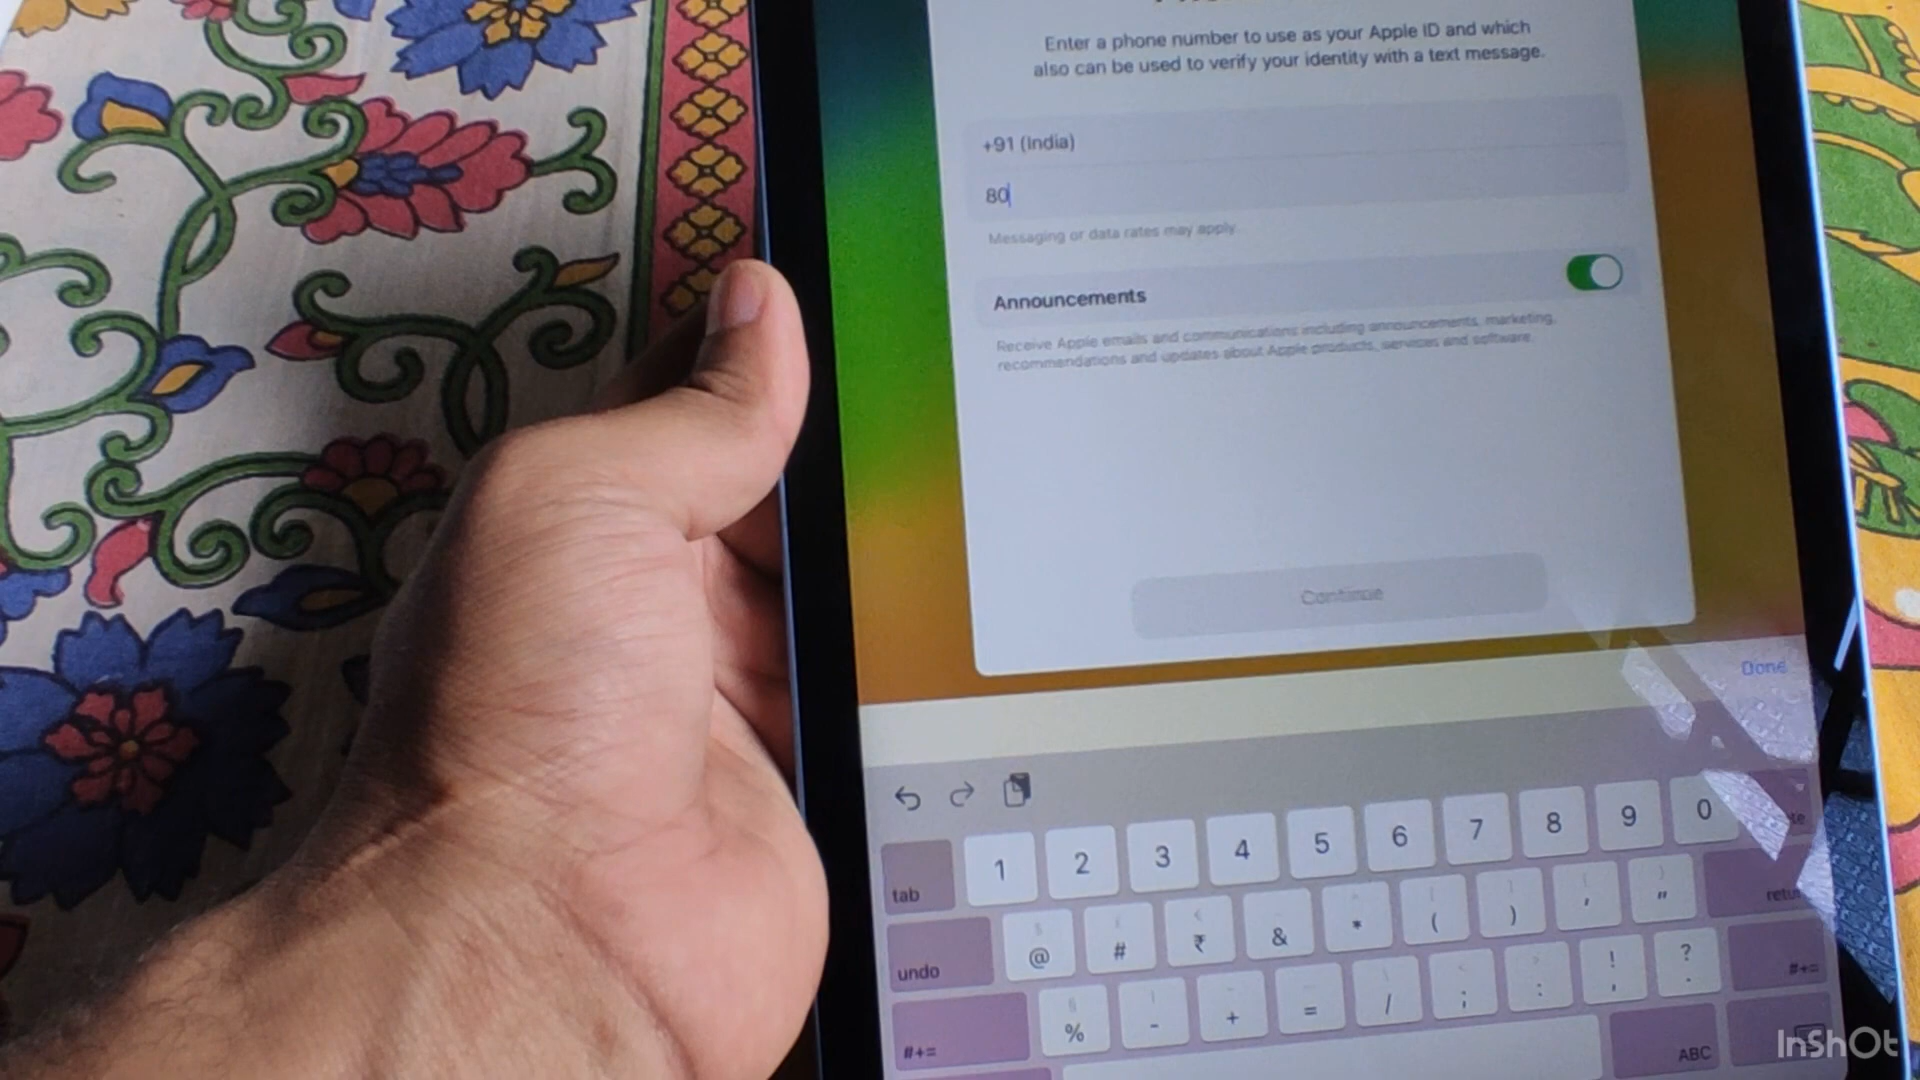 Enter a phone number to use as your Apple ID and which
also can be used to verify your identity with a text message.
+91 (India)
80
Messaging or data rates may apply.
Announcements
Receive Apple emails and communications including announcements, marketing,
recommendations and updates about Apple products, services and software.
Continue
Done
1 2 3 4 5 6 7 8 9 0
tab
@ # ₹ & * ( ) ' "
retu
undo
% - + = / ; : ! , ? .
#+=
#+=
ABC
InShOt